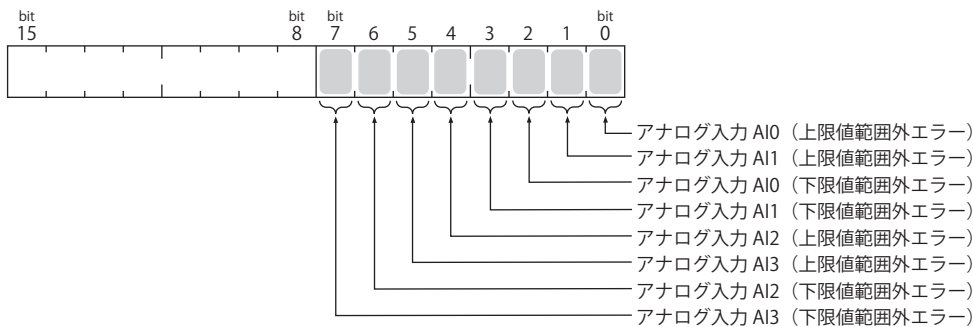 bit bit bit
15 8 7 6 5 4 3 2 1 0
アナログ入力 AI0（上限値範囲外エラー）
アナログ入力 AI1（上限値範囲外エラー）
アナログ入力 AI0（下限値範囲外エラー）
アナログ入力 AI1（下限値範囲外エラー）
アナログ入力 AI2（上限値範囲外エラー）
アナログ入力 AI3（上限値範囲外エラー）
アナログ入力 AI2（下限値範囲外エラー）
アナログ入力 AI3（下限値範囲外エラー）